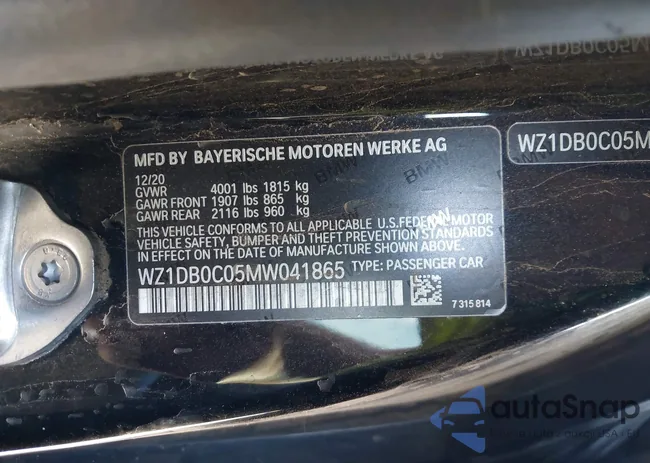 MFD BY BAYERISCHE MOTOREN WERKE AG
12/20
GVWR 4001 lbs 1815 kg
GAWR FRONT 1907 lbs 865 kg
GAWR REAR 2116 lbs 960 kg
THIS VEHICLE CONFORMS TO ALL APPLICABLE U.S.FEDERAL MOTOR
VEHICLE SAFETY, BUMPER AND THEFT PREVENTION STANDARDS
IN EFFECT ON THE DATE OF MANUFACTURE SHOWN
ABOVE.
WZ1DB0C05MW041865 TYPE: PASSENGER CAR
7 315 814
WZ1DB0C05M
autoSnap